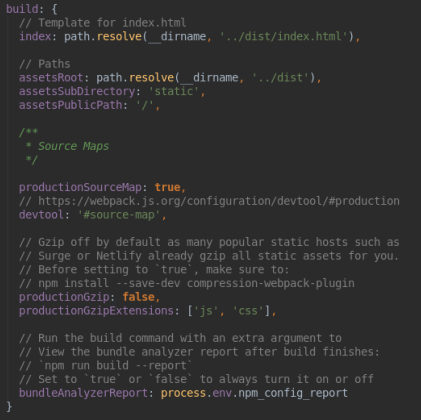 build: {
  // Template for index.html
  index: path.resolve(__dirname, '../dist/index.html'),

  // Paths
  assetsRoot: path.resolve(__dirname, '../dist'),
  assetsSubDirectory: 'static',
  assetsPublicPath: '/',

  /**
   * Source Maps
   */

  productionSourceMap: true,
  // https://webpack.js.org/configuration/devtool/#production
  devtool: '#source-map',

  // Gzip off by default as many popular static hosts such as
  // Surge or Netlify already gzip all static assets for you.
  // Before setting to `true`, make sure to:
  // npm install --save-dev compression-webpack-plugin
  productionGzip: false,
  productionGzipExtensions: ['js', 'css'],

  // Run the build command with an extra argument to
  // View the bundle analyzer report after build finishes:
  // `npm run build --report`
  // Set to `true` or `false` to always turn it on or off
  bundleAnalyzerReport: process.env.npm_config_report
}